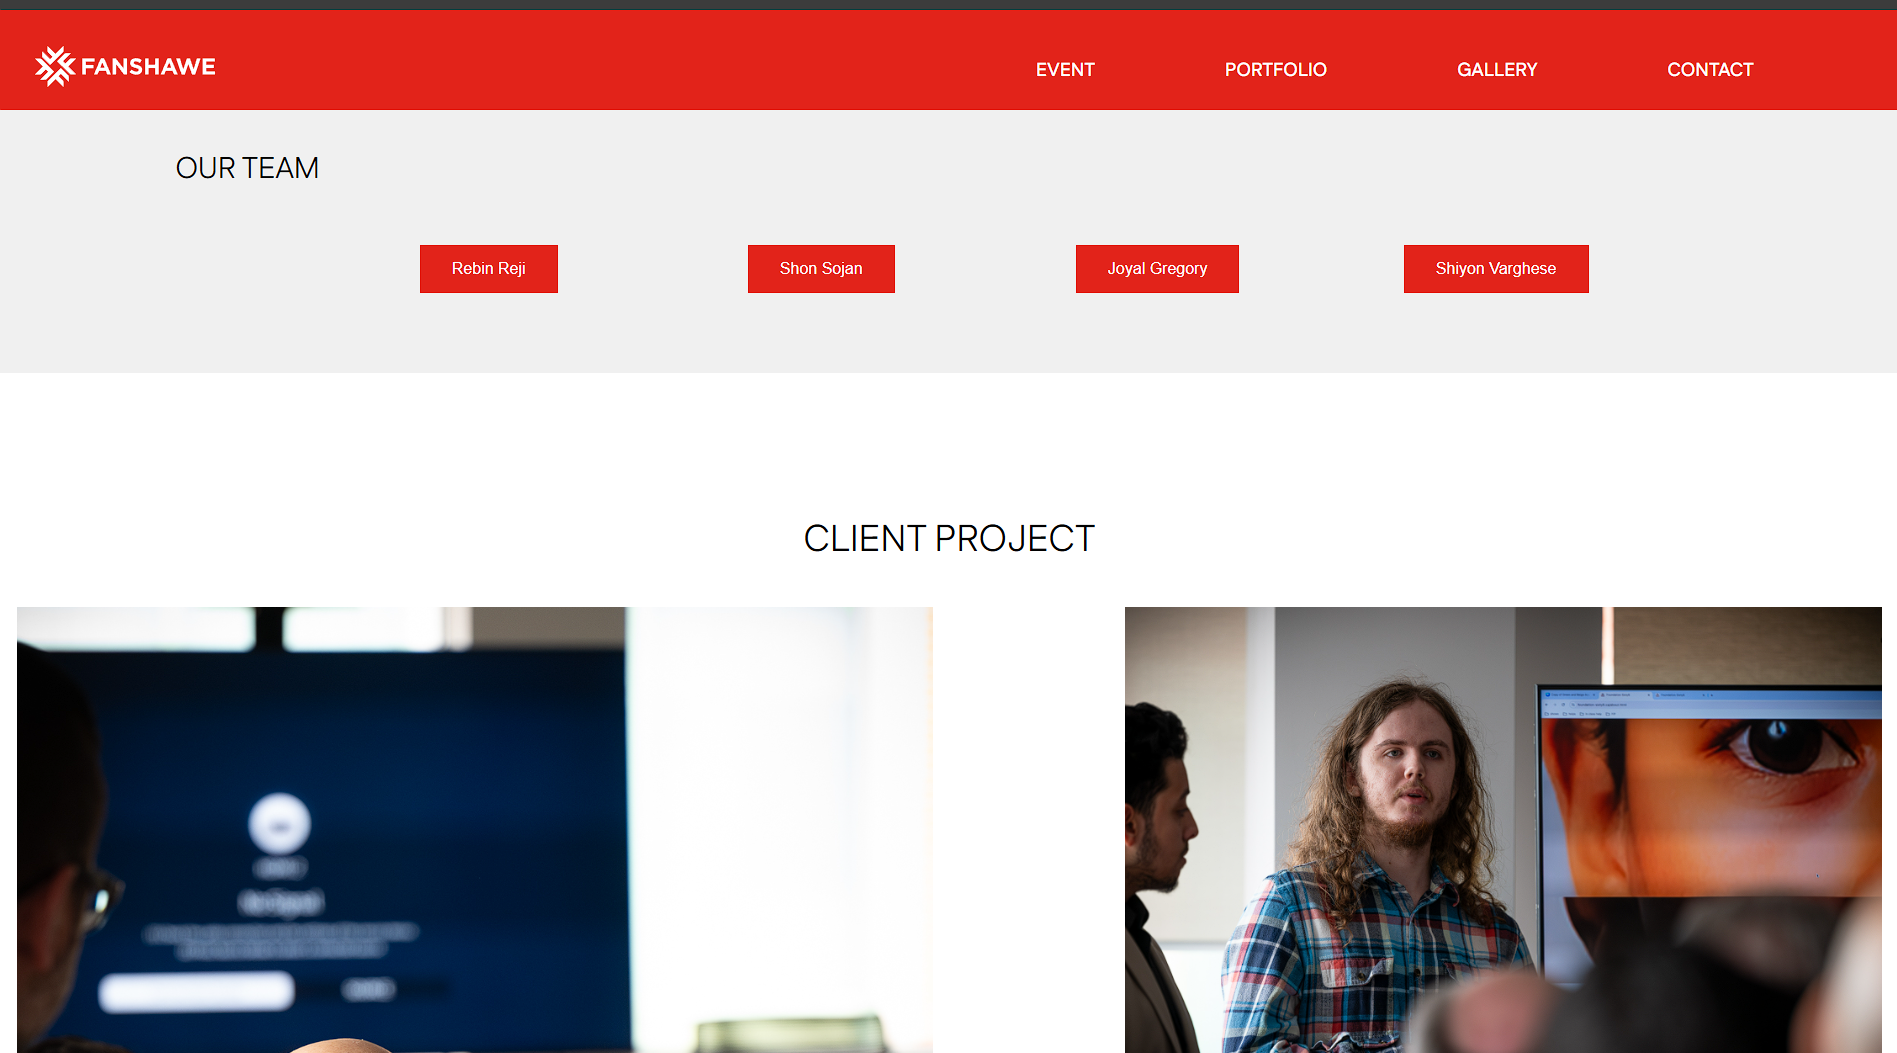 FANSHAWE
EVENT PORTFOLIO GALLERY CONTACT
OUR TEAM
Rebin Reji Shon Sojan Joyal Gregory Shiyon Varghese
CLIENT PROJECT